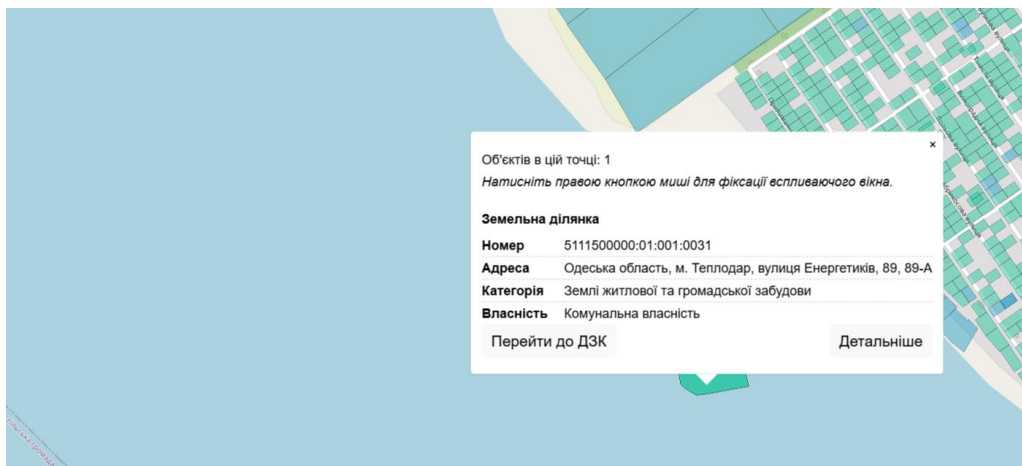 ×
Об'єктів в цій точці: 1
Натисніть правою кнопкою миші для фіксації вспливаючого вікна.
Земельна ділянка
Номер 5111500000:01:001:0031
Адреса Одеська область, м. Теплодар, вулиця Енергетиків, 89, 89-А
Категорія Землі житлової та громадської забудови
Власність Комунальна власність
Перейти до ДЗК Детальніше